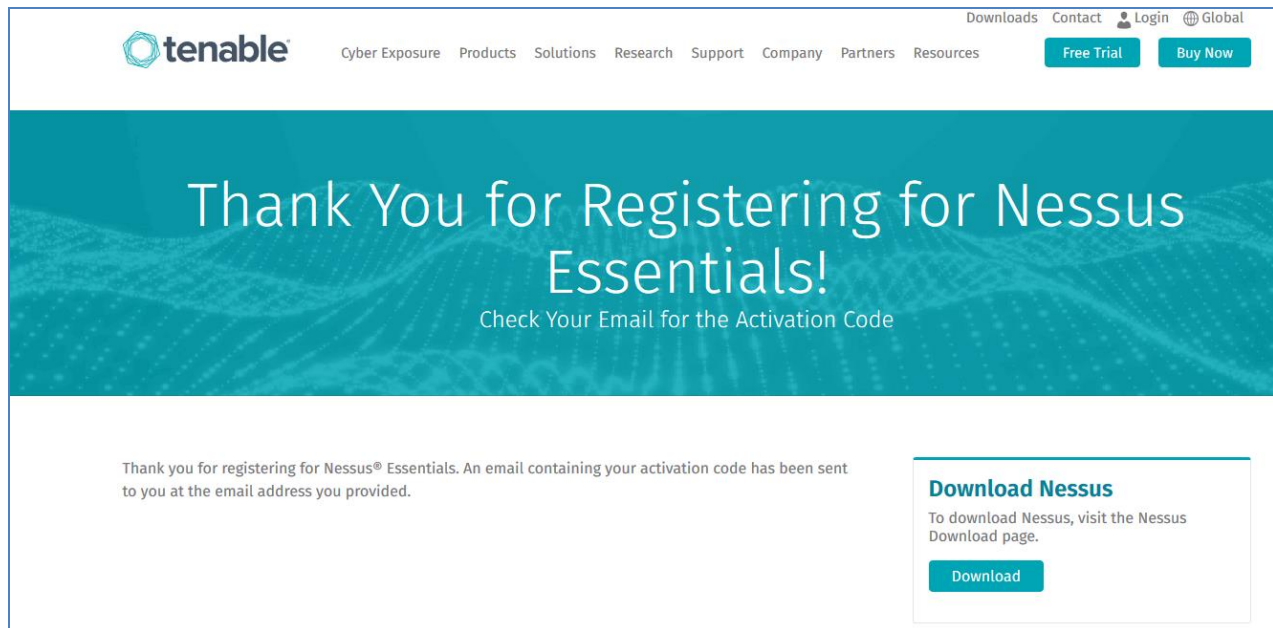 Downloads Contact Login Global
tenable®
Cyber Exposure Products Solutions Research Support Company Partners Resources
Free Trial
Buy Now
Thank You for Registering for Nessus
Essentials!
Check Your Email for the Activation Code
Thank you for registering for Nessus® Essentials. An email containing your activation code has been sent
to you at the email address you provided.
Download Nessus
To download Nessus, visit the Nessus
Download page.
Download